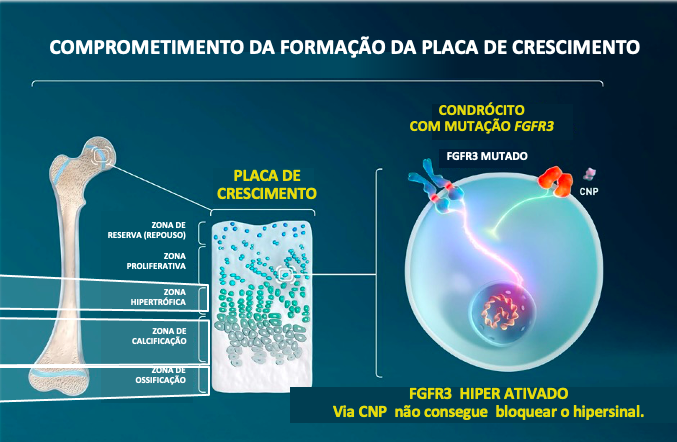 COMPROMETIMENTO DA FORMAÇÃO DA PLACA DE CRESCIMENTO
CONDRÓCITO
COM MUTAÇÃO FGFR3
FGFR3 MUTADO
CNP
PLACA DE
CRESCIMENTO
ZONA DE
RESERVA (REPOUSO)
ZONA
PROLIFERATIVA
ZONA
HIPERTRÓFICA
ZONA DE
CALCIFICAÇÃO
ZONA DE
OSSIFICAÇÃO
FGFR3 HIPER ATIVADO
Via CNP não consegue bloquear o hipersinal.